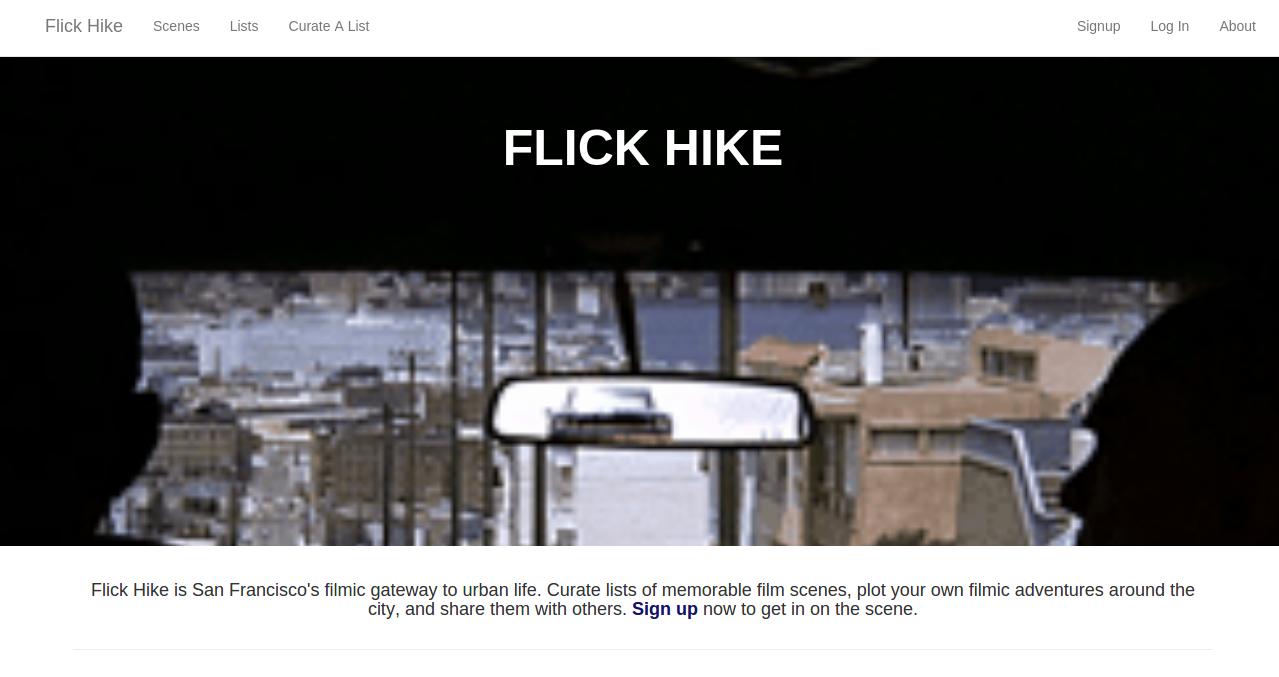 Flick Hike Scenes Lists Curate A List Signup Log In About
FLICK HIKE
Flick Hike is San Francisco's filmic gateway to urban life. Curate lists of memorable film scenes, plot your own filmic adventures around the
city, and share them with others. Sign up now to get in on the scene.